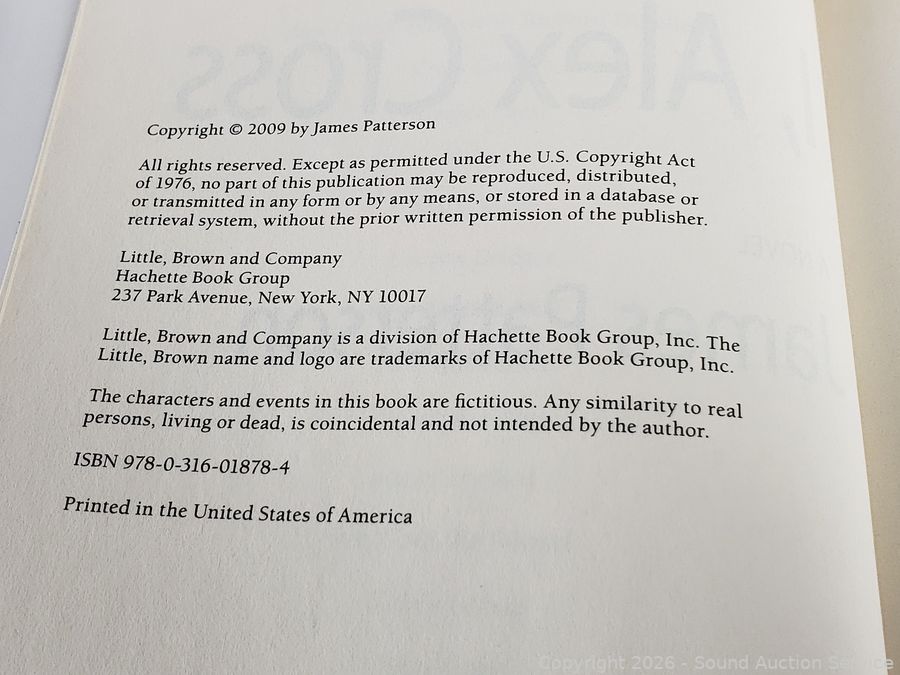 Copyright © 2009 by James Patterson
All rights reserved. Except as permitted under the U.S. Copyright Act
of 1976, no part of this publication may be reproduced, distributed,
or transmitted in any form or by any means, or stored in a database or
retrieval system, without the prior written permission of the publisher.
Little, Brown and Company
Hachette Book Group
237 Park Avenue, New York, NY 10017
Little, Brown and Company is a division of Hachette Book Group, Inc. The
Little, Brown name and logo are trademarks of Hachette Book Group, Inc.
The characters and events in this book are fictitious. Any similarity to real
persons, living or dead, is coincidental and not intended by the author.
ISBN 978-0-316-01878-4
Printed in the United States of America
Alex Cross
James Patterson
Copyright 2026 - Sound Auction Service